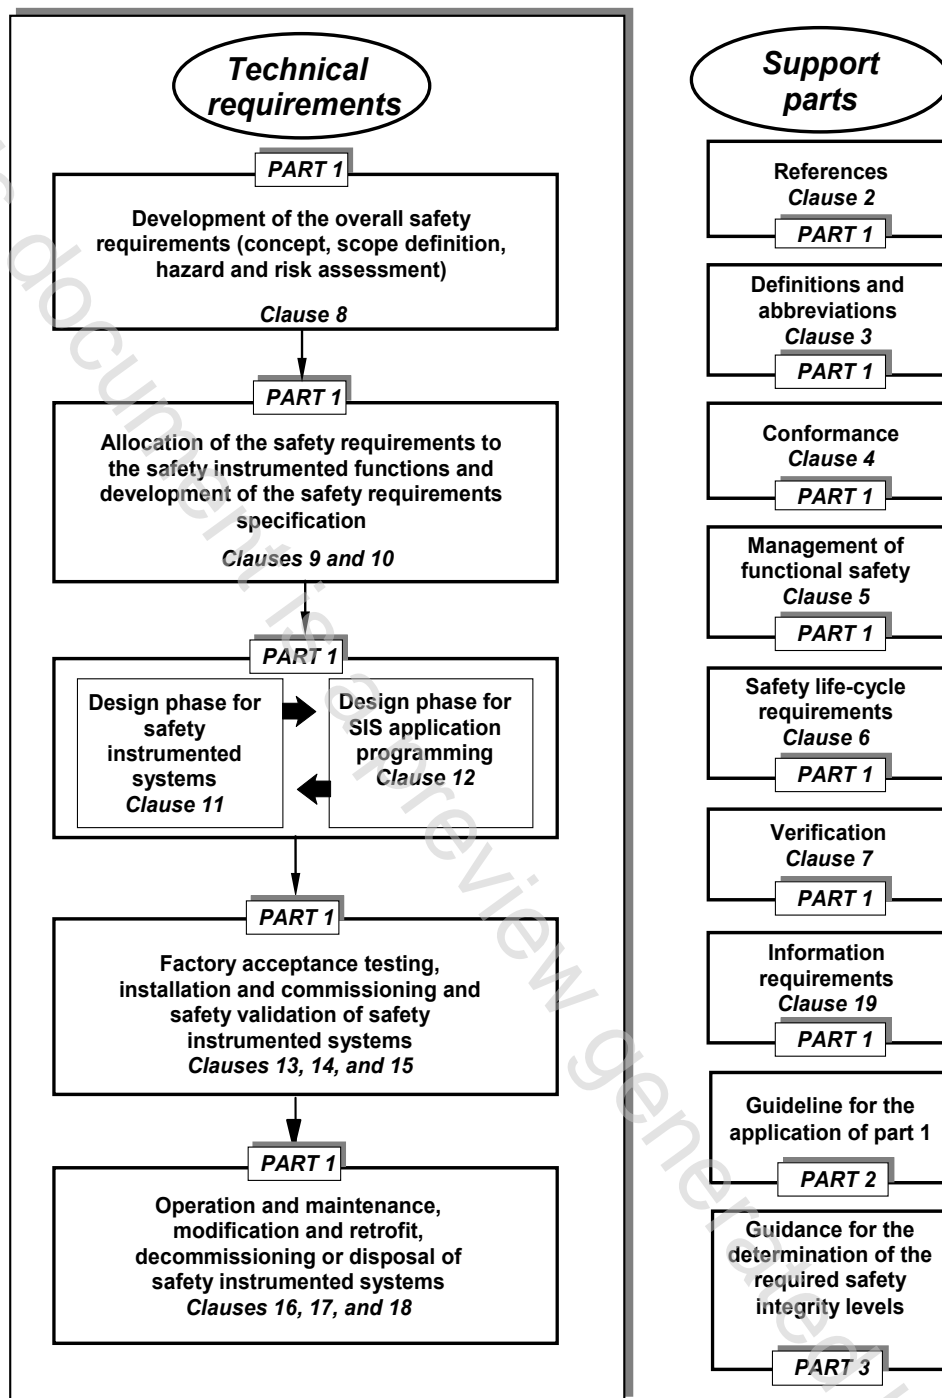 Technical
requirements
PART 1
Development of the overall safety
requirements (concept, scope definition,
hazard and risk assessment)
Clause 8
PART 1
Allocation of the safety requirements to
the safety instrumented functions and
development of the safety requirements
specification
Clauses 9 and 10
PART 1
Design phase for
safety
instrumented
systems
Clause 11
Design phase for
SIS application
programming
Clause 12
PART 1
Factory acceptance testing,
installation and commissioning and
safety validation of safety
instrumented systems
Clauses 13, 14, and 15
PART 1
Operation and maintenance,
modification and retrofit,
decommissioning or disposal of
safety instrumented systems
Clauses 16, 17, and 18
Support
parts
References
Clause 2
PART 1
Definitions and
abbreviations
Clause 3
PART 1
Conformance
Clause 4
PART 1
Management of
functional safety
Clause 5
PART 1
Safety life-cycle
requirements
Clause 6
PART 1
Verification
Clause 7
PART 1
Information
requirements
Clause 19
PART 1
Guideline for the
application of part 1
PART 2
Guidance for the
determination of the
required safety
integrity levels
PART 3
document is a preview generated